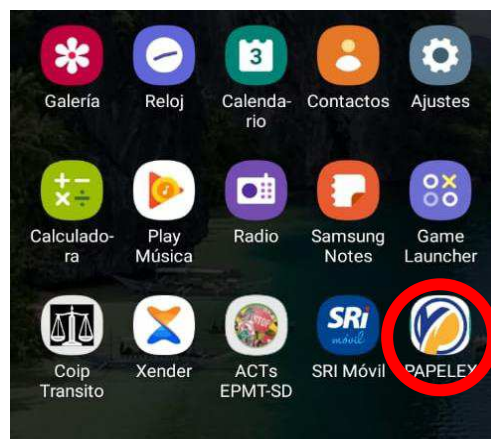 3
Galería Reloj Calenda- Contactos Ajustes
rio
Calculado- Play Radio Samsung Game
ra Música Notes Launcher
SRi
móvil
Coip Xender ACTs SRI Móvil PAPELEX
Transito EPMT-SD